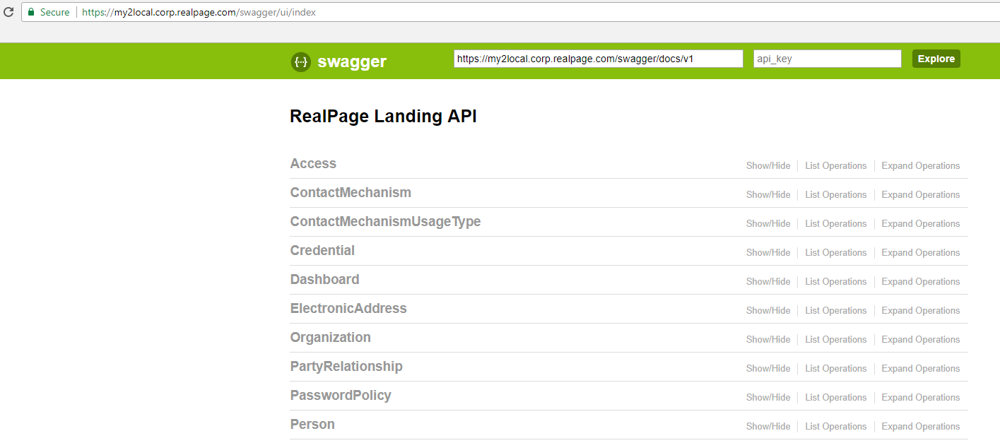 Secure https://my2local.corp.realpage.com/swagger/ui/index
{··} swagger https://my2local.corp.realpage.com/swagger/docs/v1 api_key Explore
RealPage Landing API
Access Show/Hide List Operations Expand Operations
ContactMechanism Show/Hide List Operations Expand Operations
ContactMechanismUsageType Show/Hide List Operations Expand Operations
Credential Show/Hide List Operations Expand Operations
Dashboard Show/Hide List Operations Expand Operations
ElectronicAddress Show/Hide List Operations Expand Operations
Organization Show/Hide List Operations Expand Operations
PartyRelationship Show/Hide List Operations Expand Operations
PasswordPolicy Show/Hide List Operations Expand Operations
Person Show/Hide List Operations Expand Operations